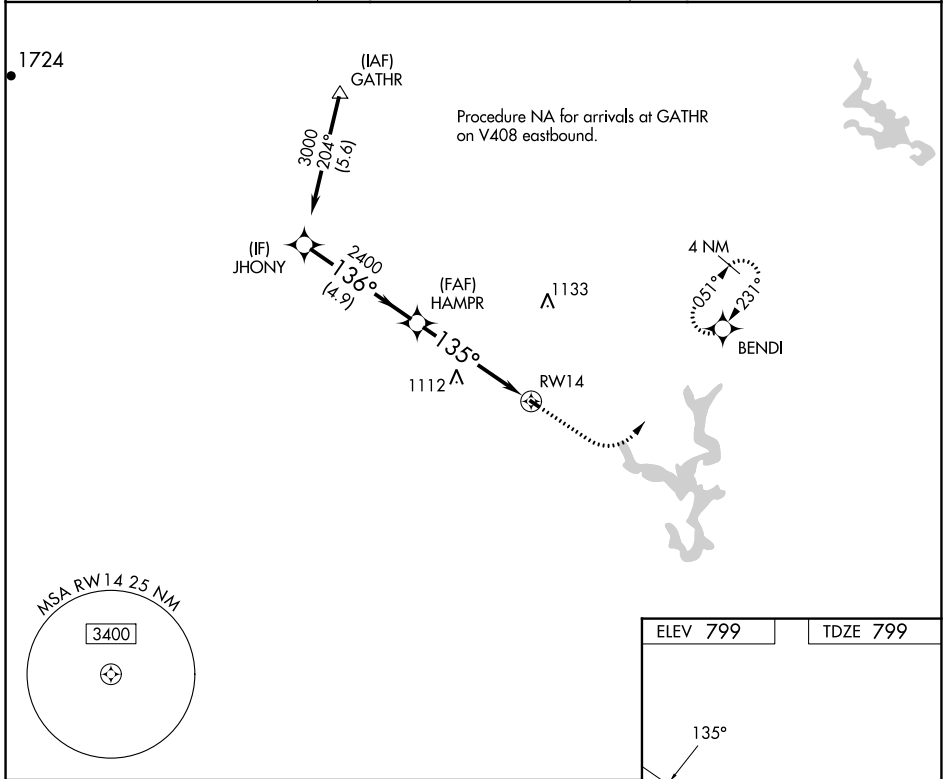 1724
(IAF)
GATHR
Procedure NA for arrivals at GATHR
on V408 eastbound.
3000
204°
(5.6)
(IF)
JHONY
2400
136°
(4.9)
(FAF)
HAMPR
1133
4 NM
051°
231°
BENDI
135°
1112
RW14
MSA RW14 25 NM
3400
ELEV 799
TDZE 799
135°